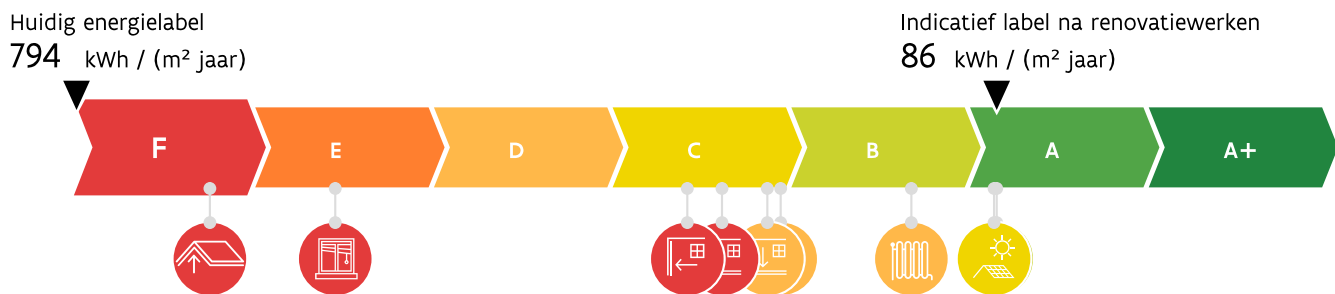 Huidig energielabel
794 kWh / (m² jaar)
Indicatief label na renovatiewerken
86 kWh / (m² jaar)
F E D C B A A+